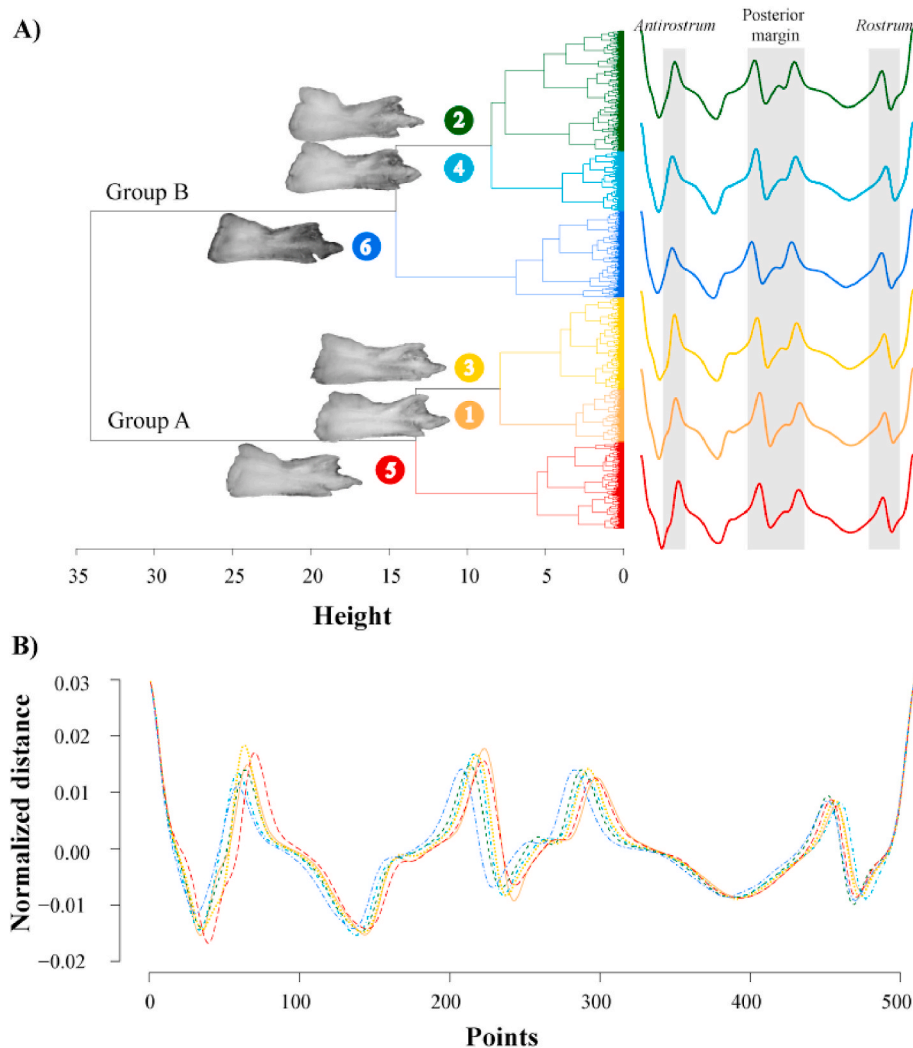 A)
Antirostrum
Posterior
margin
Rostrum
2
4
Group B
6
3
1
Group A
5
35 30 25 20 15 10 5 0
Height
B)
Normalized distance
0.03
0.02
0.01
0.00
−0.01
−0.02
0 100 200 300 400 500
Points